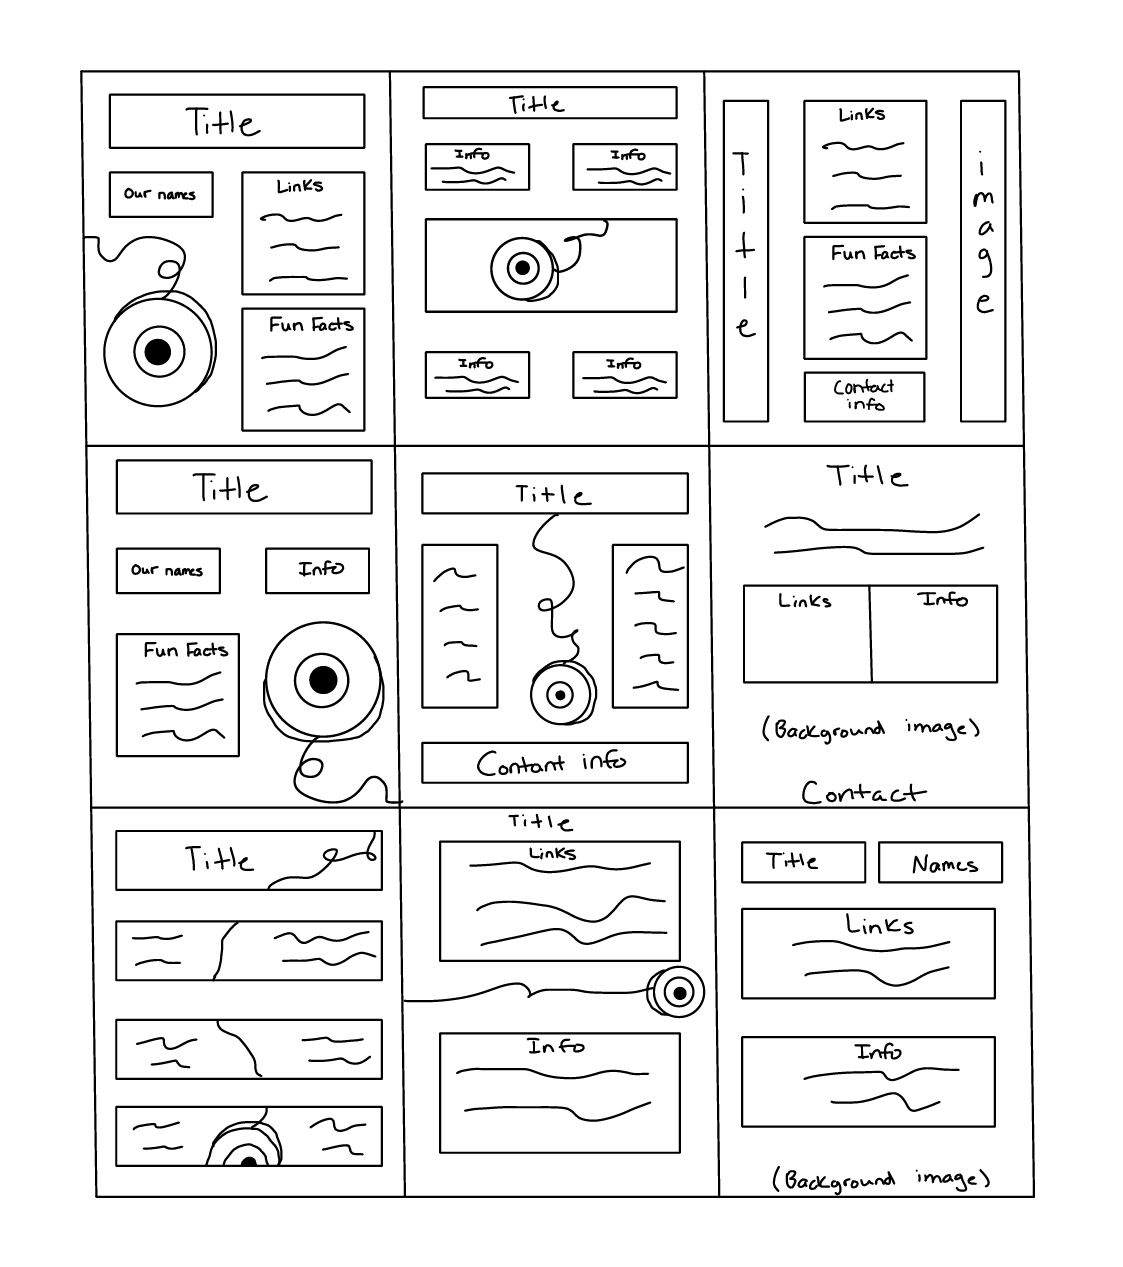 Title
Our names
Links
Fun Facts
Title
Info
Info
Info
Info
Title
Links
Fun Facts
Contact
info
image
Title
Our names
Info
Fun Facts
Title
Contant info
Title
Links
Info
(Background image)
Contact
Title
Title
Links
Info
Title
Names
Links
Info
(Background image)